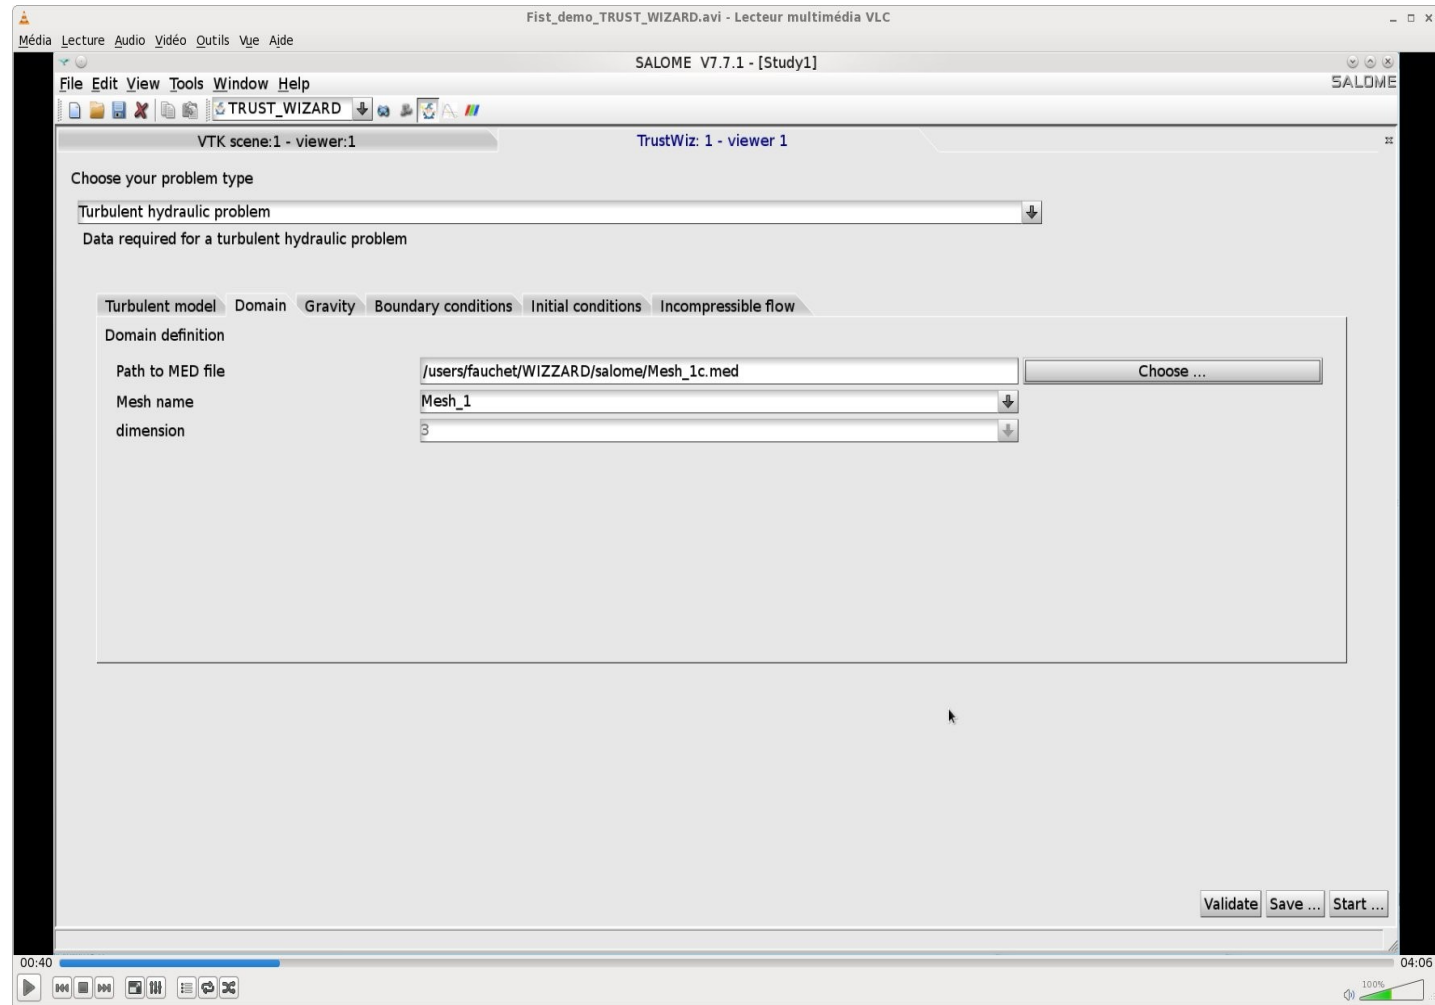 Fist_demo_TRUST_WIZARD.avi - Lecteur multimédia VLC
Média Lecture Audio Vidéo Outils Vue Aide
SALOME V7.7.1 - [Study1]
File Edit View Tools Window Help
SALOME
TRUST_WIZARD
VTK scene:1 - viewer:1
TrustWiz: 1 - viewer 1
Choose your problem type
Turbulent hydraulic problem
Data required for a turbulent hydraulic problem
Turbulent model Domain Gravity Boundary conditions Initial conditions Incompressible flow
Domain definition
Path to MED file /users/fauchet/WIZZARD/salome/Mesh_1c.med Choose ...
Mesh name Mesh_1
dimension 3
Validate Save ... Start ...
00:40 04:06
100%